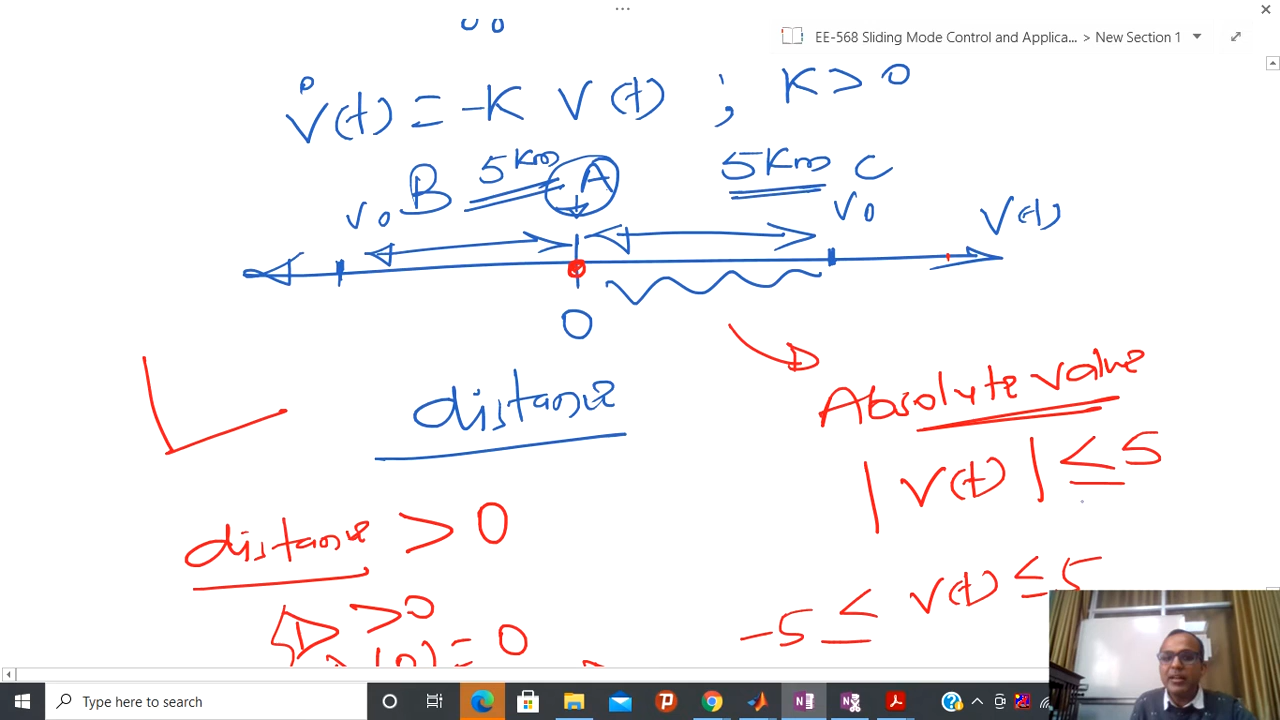 EE-568 Sliding Mode Control and Applica... > New Section 1
v̇(t) = -K v(t) ; K > 0
B 5Km A 5Km C
v0 v0 v(t)
0
distance
Absolute value
|v(t)| ≤ 5
distance > 0
-5 ≤ v(t) ≤ 5
> 0
(0) = 0
Type here to search